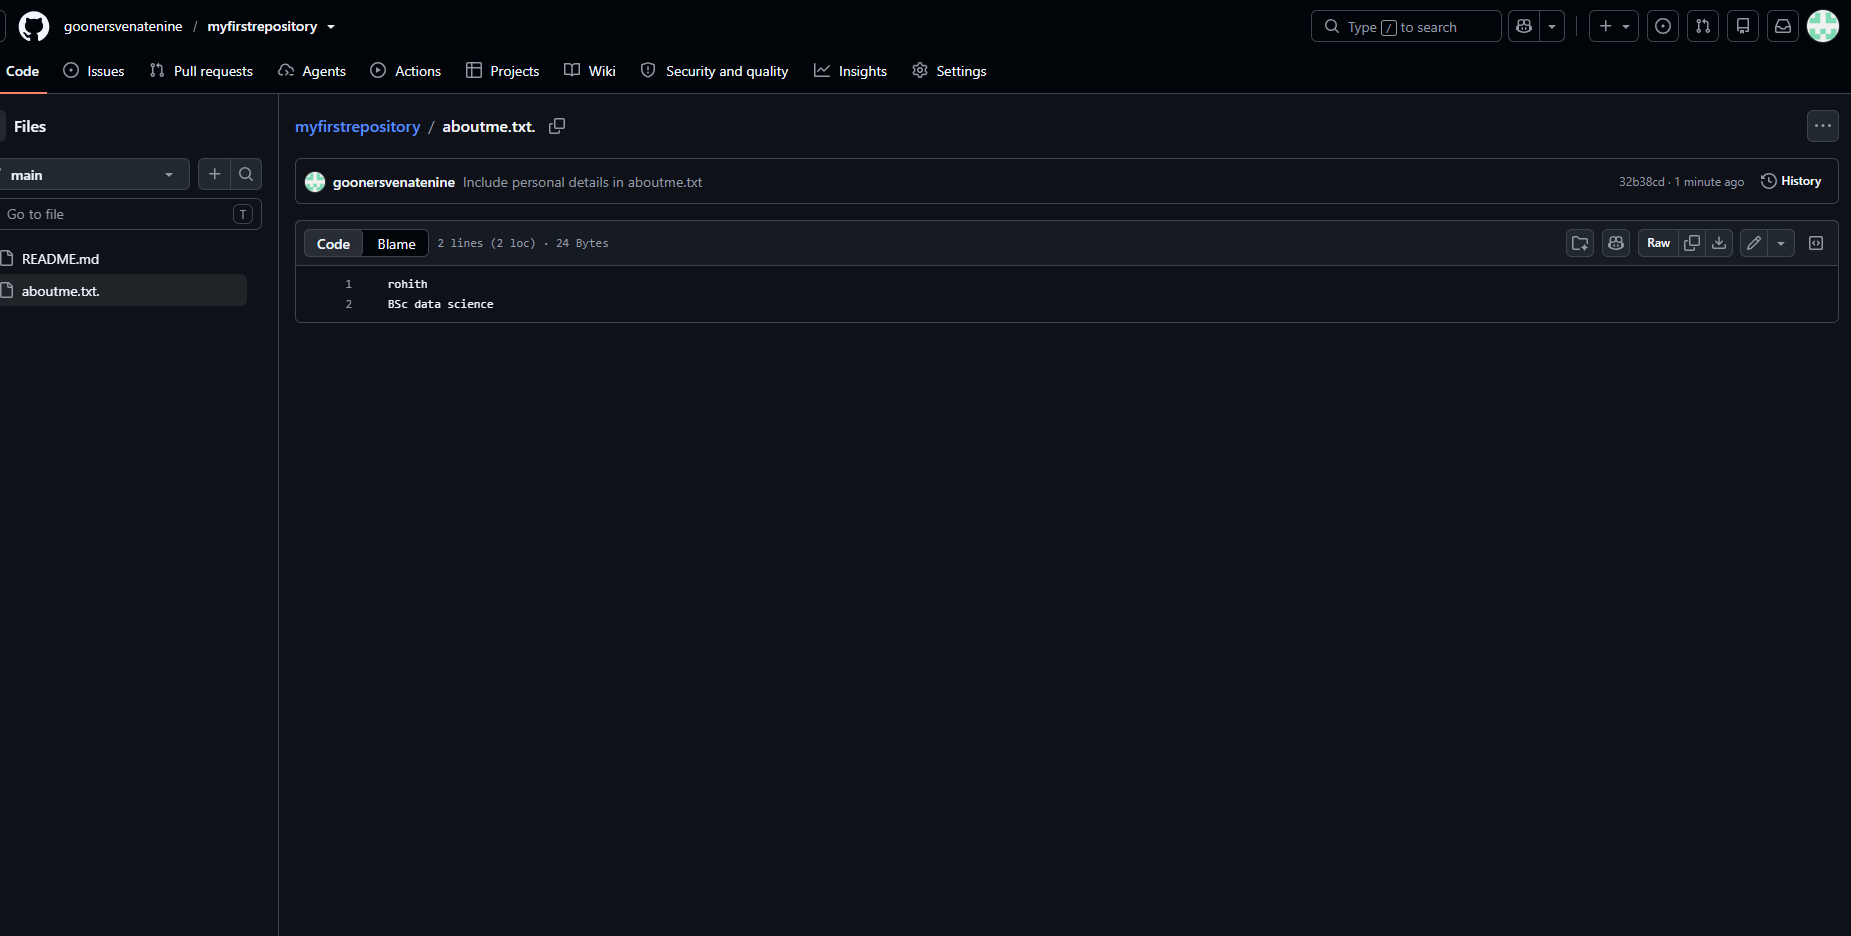 goonersvenatenine / myfirstrepository
Type / to search
Code Issues Pull requests Agents Actions Projects Wiki Security and quality Insights Settings
Files
main
Go to file T
README.md
aboutme.txt.
myfirstrepository / aboutme.txt.
goonersvenatenine Include personal details in aboutme.txt
32b38cd · 1 minute ago History
Code Blame 2 lines (2 loc) · 24 Bytes
Raw
1 rohith
2 BSc data science